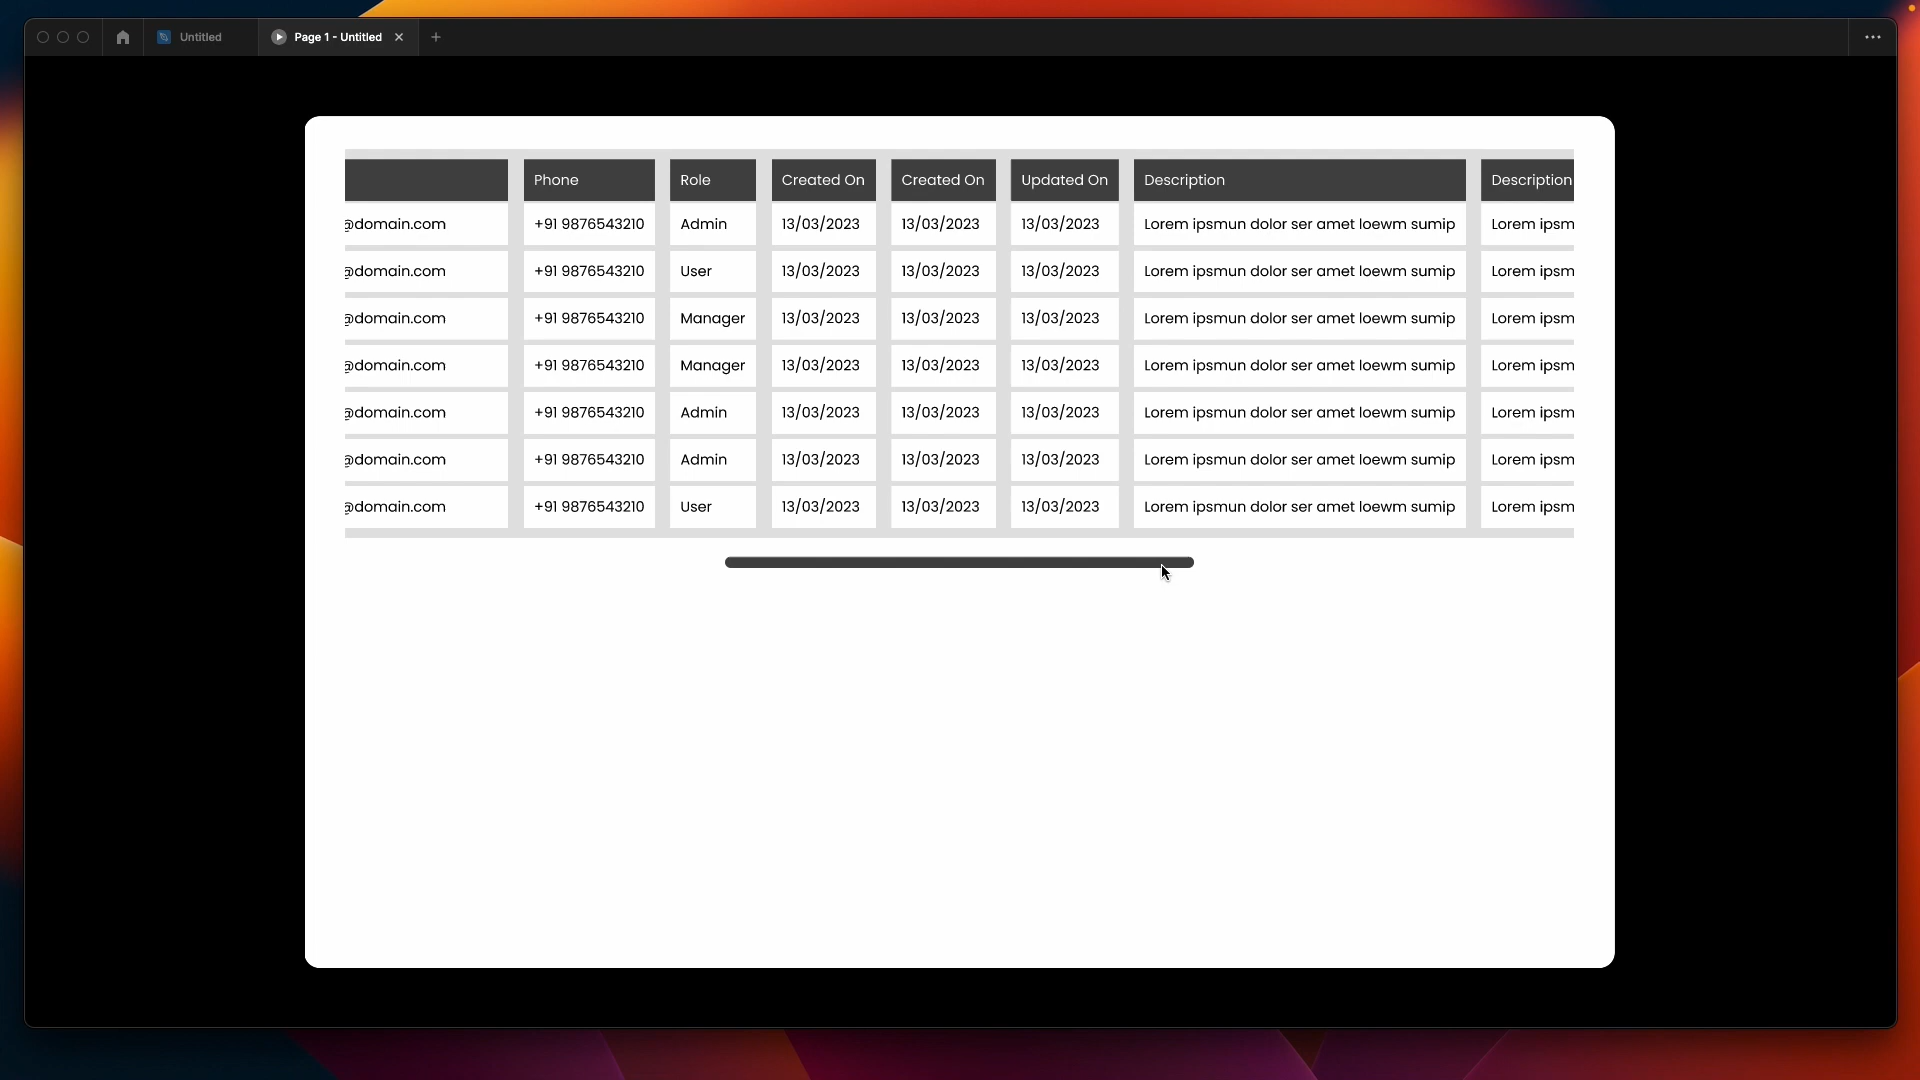 Untitled Page 1 - Untitled
Phone Role Created On Created On Updated On Description Description
@domain.com +91 9876543210 Admin 13/03/2023 13/03/2023 13/03/2023 Lorem ipsmun dolor ser amet loewm sumip Lorem ipsm
@domain.com +91 9876543210 User 13/03/2023 13/03/2023 13/03/2023 Lorem ipsmun dolor ser amet loewm sumip Lorem ipsm
@domain.com +91 9876543210 Manager 13/03/2023 13/03/2023 13/03/2023 Lorem ipsmun dolor ser amet loewm sumip Lorem ipsm
@domain.com +91 9876543210 Manager 13/03/2023 13/03/2023 13/03/2023 Lorem ipsmun dolor ser amet loewm sumip Lorem ipsm
@domain.com +91 9876543210 Admin 13/03/2023 13/03/2023 13/03/2023 Lorem ipsmun dolor ser amet loewm sumip Lorem ipsm
@domain.com +91 9876543210 Admin 13/03/2023 13/03/2023 13/03/2023 Lorem ipsmun dolor ser amet loewm sumip Lorem ipsm
@domain.com +91 9876543210 User 13/03/2023 13/03/2023 13/03/2023 Lorem ipsmun dolor ser amet loewm sumip Lorem ipsm